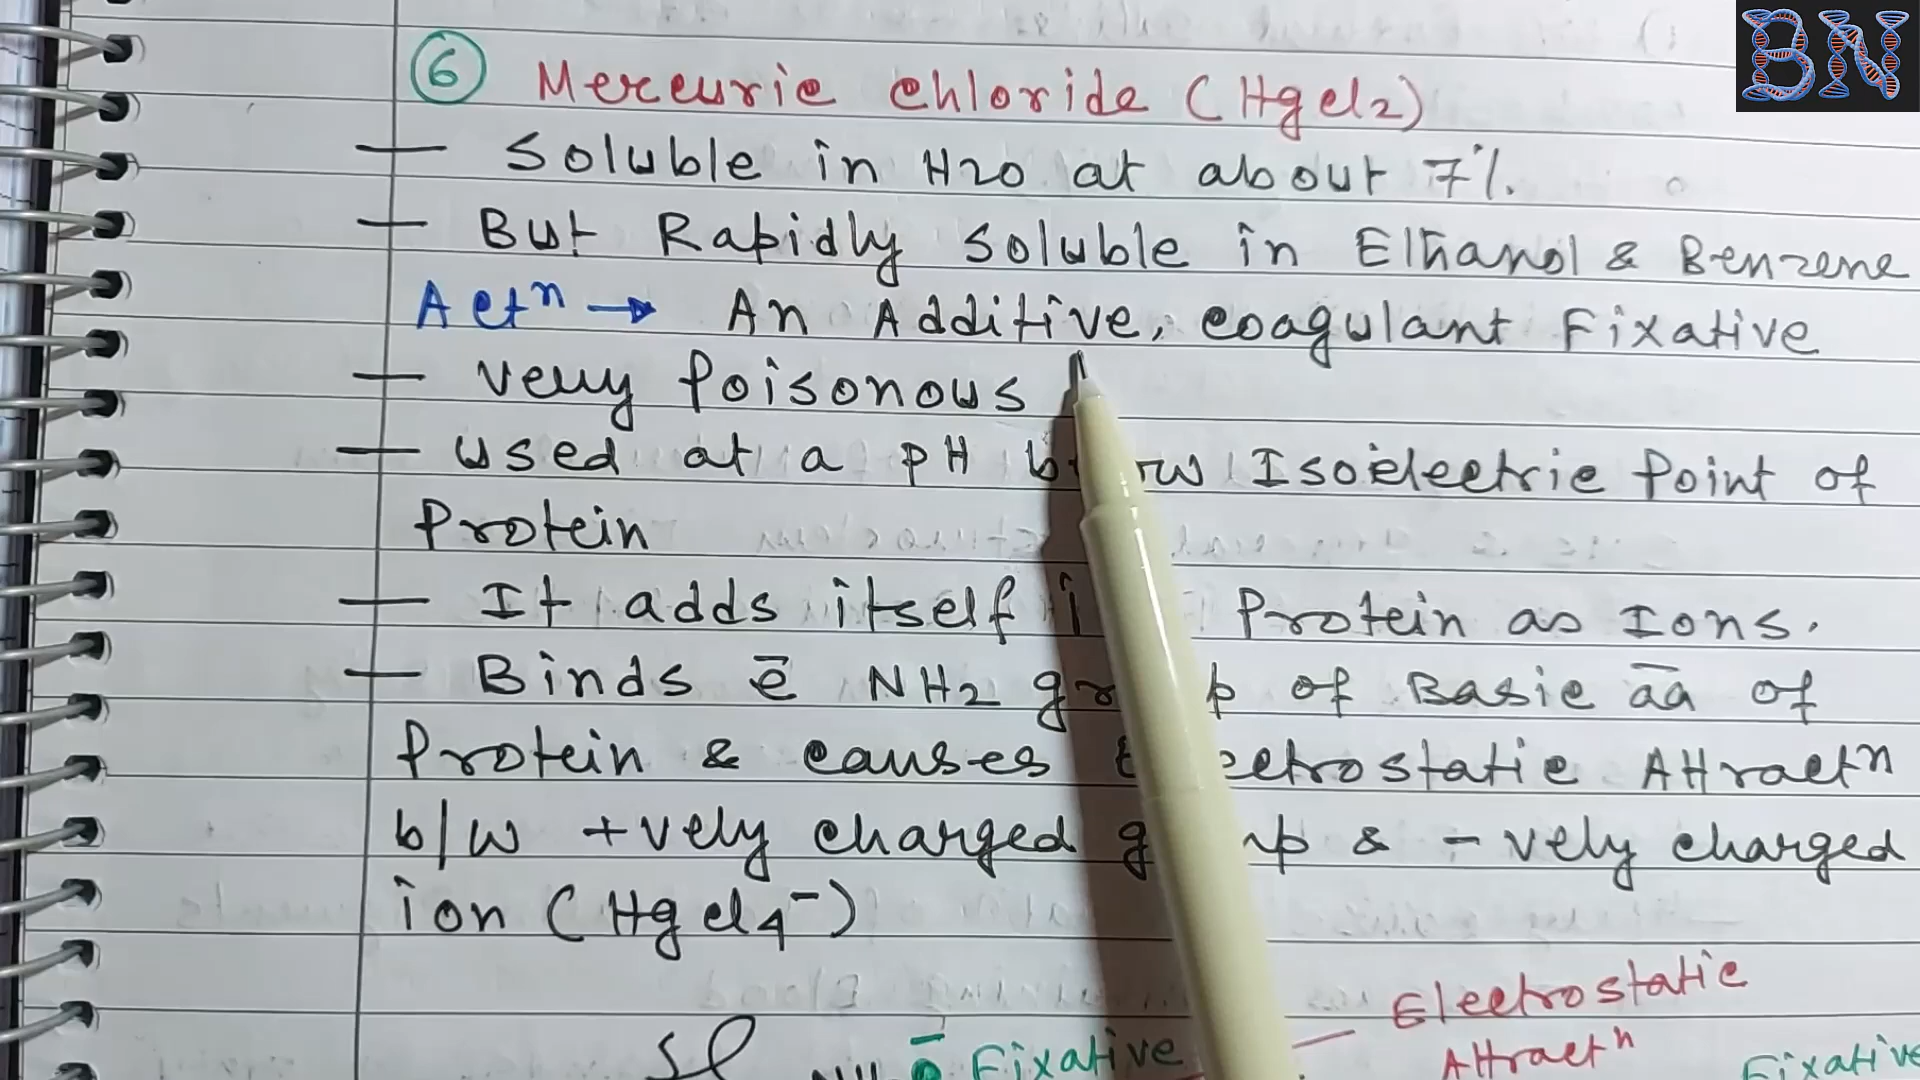 BN
6 Mercuric chloride (Hgcl2)
— Soluble in H2O at about 7%.
— But Rapidly soluble in Ethanol & Benzene
Actⁿ → An Additive, coagulant Fixative
— very Poisonous
— used at a pH Isoelectric Point of
Protein
— It adds itself Protein as Ions.
— Binds c̄ NH2 of Basic āā of
Protein & causes Attractⁿ
b/w +vely charged & -vely charged
ion (Hgcl4⁻)
Electrostatic
Fixative Attractⁿ Fixative